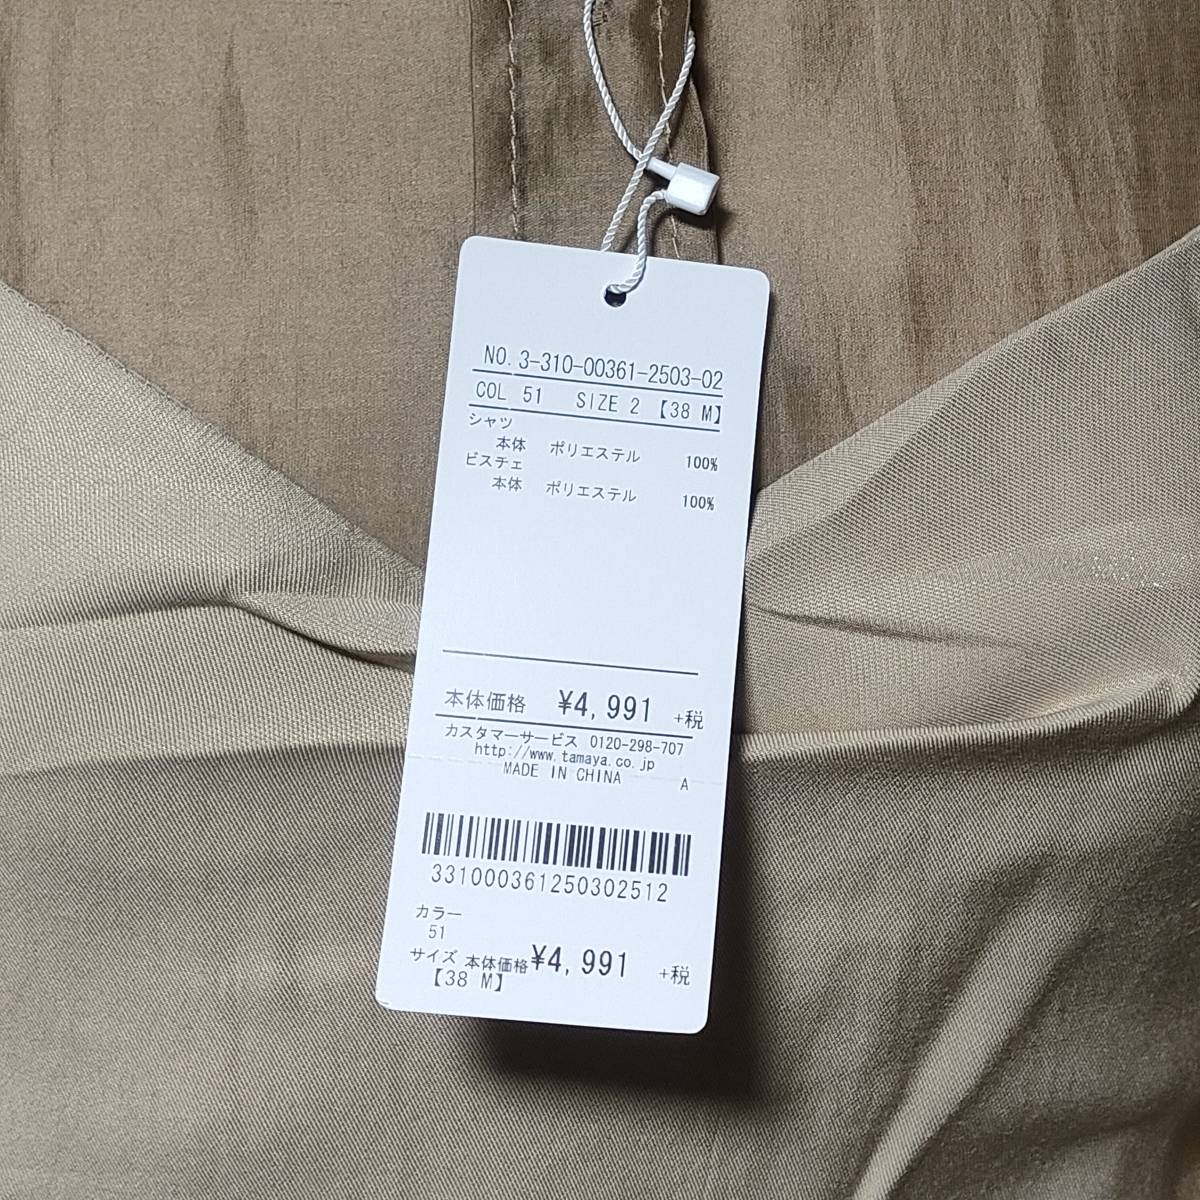 NO. 3-310-00361-2503-02
COL 51 SIZE 2 【38 M】
シャツ
本体 ポリエステル 100%
ビスチェ
本体 ポリエステル 100%
本体価格 ¥4,991 +税
カスタマーサービス 0120-298-707
http://www.tamaya.co.jp
MADE IN CHINA A
331000361250302512
カラー
51
サイズ 本体価格 ¥4,991 +税
【38 M】